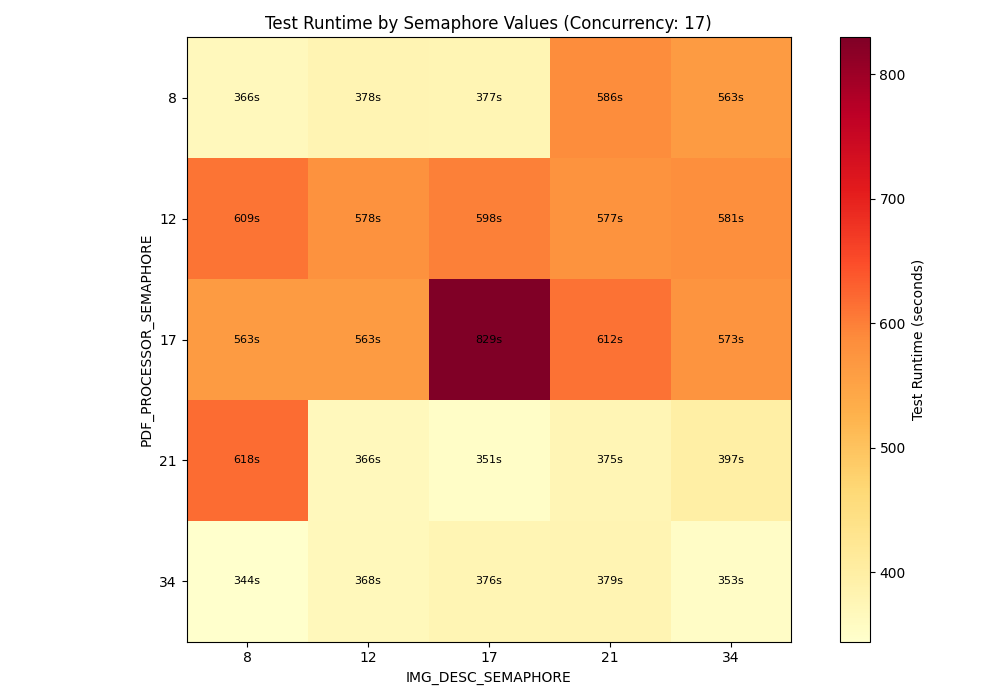 Test Runtime by Semaphore Values (Concurrency: 17)
PDF_PROCESSOR_SEMAPHORE
8 366s 378s 377s 586s 563s
12 609s 578s 598s 577s 581s
17 563s 563s 829s 612s 573s
21 618s 366s 351s 375s 397s
34 344s 368s 376s 379s 353s
8 12 17 21 34
IMG_DESC_SEMAPHORE
800
700
600
500
400
Test Runtime (seconds)